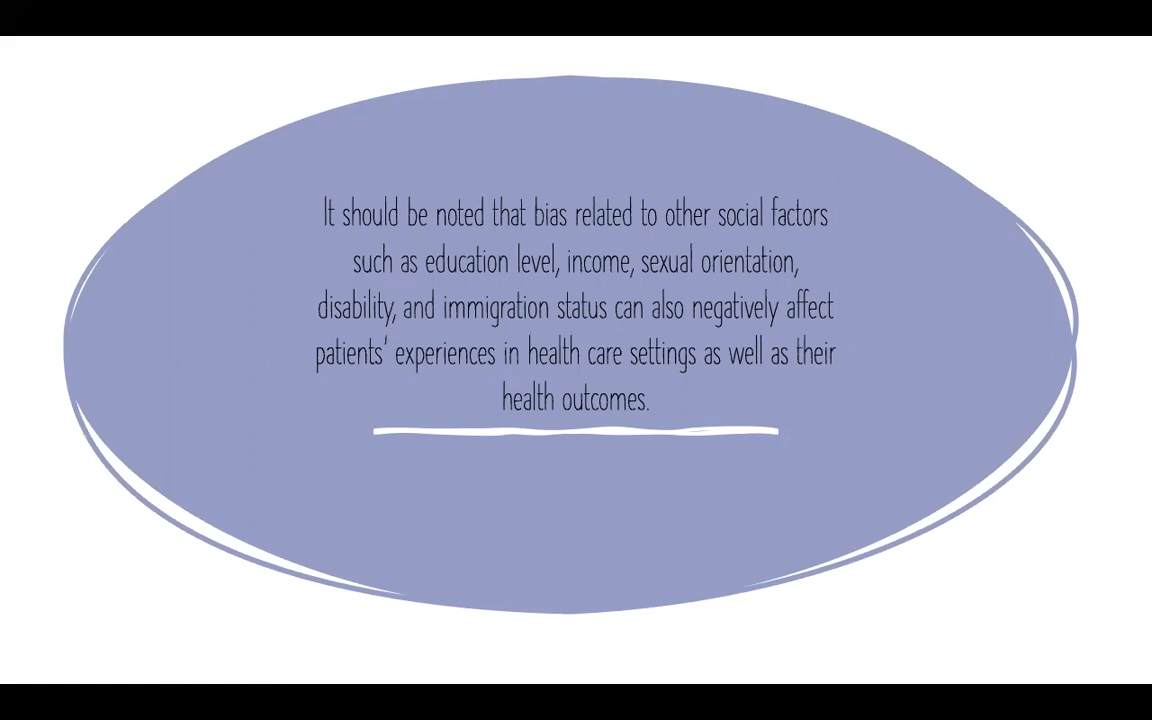 It should be noted that bias related to other social factors
such as education level, income, sexual orientation,
disability, and immigration status can also negatively affect
patients' experiences in health care settings as well as their
health outcomes.